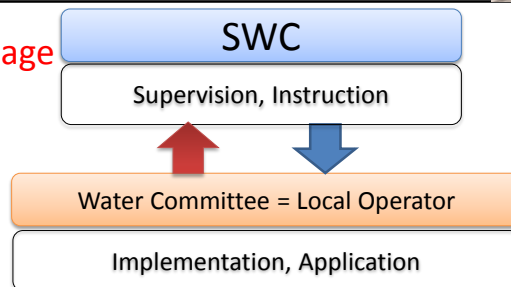 age
SWC
Supervision, Instruction
Water Committee = Local Operator
Implementation, Application